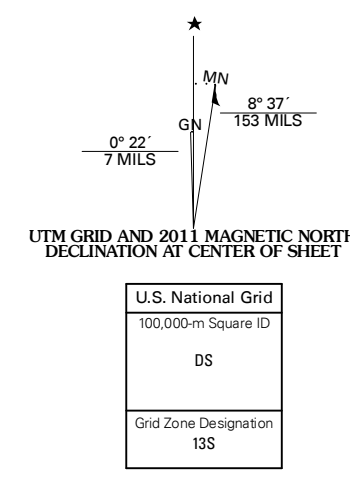 ★
MN
8° 37´
153 MILS
GN
0° 22´
7 MILS
UTM GRID AND 2011 MAGNETIC NORTH
DECLINATION AT CENTER OF SHEET
U.S. National Grid
100,000-m Square ID
DS
Grid Zone Designation
13S